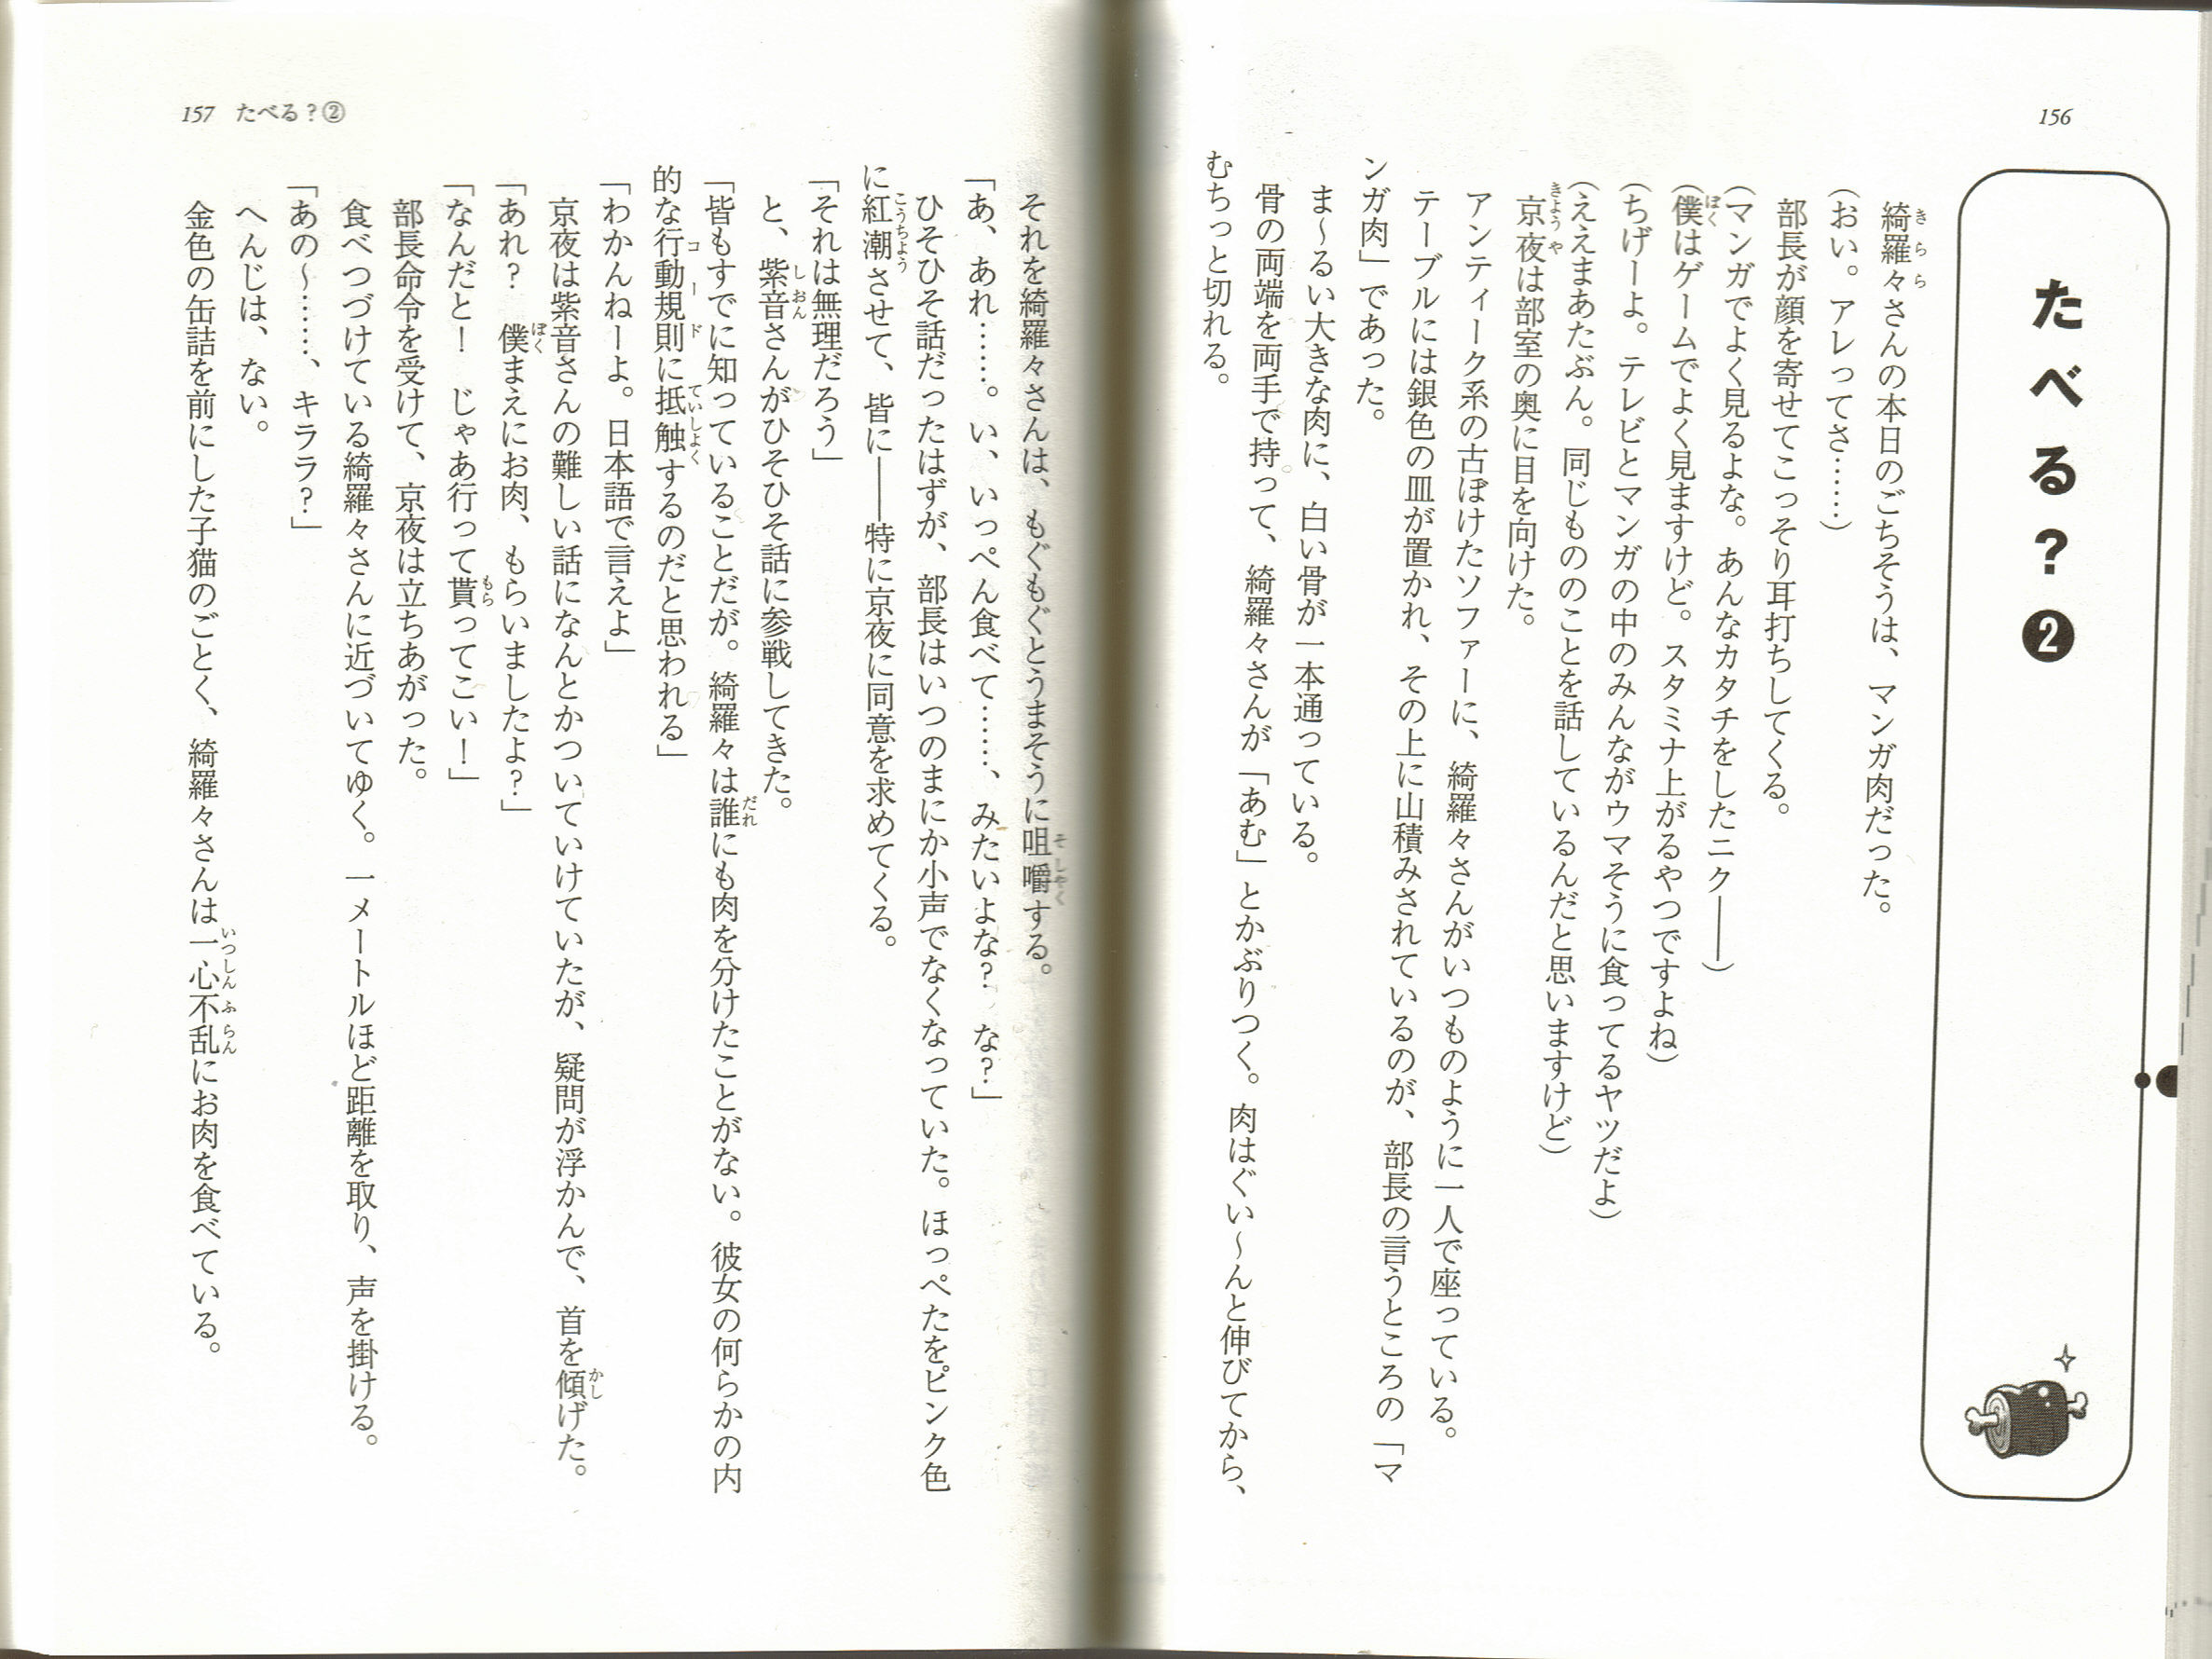 156
たべる？❷
綺羅々さんの本日のごちそうは、マンガ肉だった。
（おい。アレってさ……）
部長が顔を寄せてこっそり耳打ちしてくる。
（マンガでよく見るよな。あんなカタチをしたニク――）
（僕はゲームでよく見ますけど。スタミナ上がるやつですよね）
（ちげーよ。テレビとマンガの中のみんながウマそうに食ってるヤツだよ）
（ええまあたぶん。同じもののことを話しているんだと思いますけど）
京夜は部室の奥に目を向けた。
アンティーク系の古ぼけたソファーに、綺羅々さんがいつものように一人で座っている。
テーブルには銀色の皿が置かれ、その上に山積みされているのが、部長の言うところの「マ
ンガ肉」であった。
ま～るい大きな肉に、白い骨が一本通っている。
骨の両端を両手で持って、綺羅々さんが「あむ」とかぶりつく。肉はぐい～んと伸びてから、
むちっと切れる。
157 たべる？②
それを綺羅々さんは、もぐもぐとうまそうに咀嚼する。
「あ、あれ……。い、いっぺん食べて……、みたいよな？　な？」
ひそひそ話だったはずが、部長はいつのまにか小声でなくなっていた。ほっぺたをピンク色
に紅潮させて、皆に――特に京夜に同意を求めてくる。
「それは無理だろう」
と、紫音さんがひそひそ話に参戦してきた。
「皆もすでに知っていることだが。綺羅々は誰にも肉を分けたことがない。彼女の何らかの内
的な行動規則に抵触するのだと思われる」
「わかんねーよ。日本語で言えよ」
京夜は紫音さんの難しい話になんとかついていけていたが、疑問が浮かんで、首を傾げた。
「あれ？　僕まえにお肉、もらいましたよ？」
「なんだと！　じゃあ行って貰ってこい！」
部長命令を受けて、京夜は立ちあがった。
食べつづけている綺羅々さんに近づいてゆく。一メートルほど距離を取り、声を掛ける。
「あの～……、キララ？」
へんじは、ない。
金色の缶詰を前にした子猫のごとく、綺羅々さんは一心不乱にお肉を食べている。